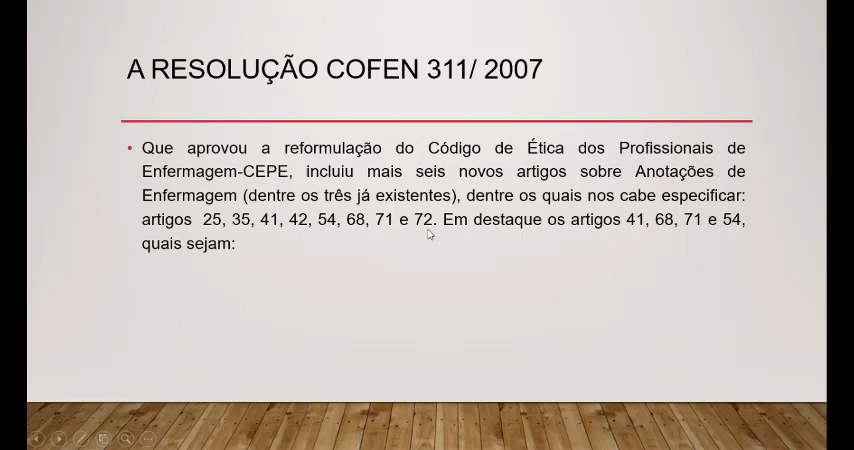 A RESOLUÇÃO COFEN 311/ 2007
• Que aprovou a reformulação do Código de Ética dos Profissionais de
Enfermagem-CEPE, incluiu mais seis novos artigos sobre Anotações de
Enfermagem (dentre os três já existentes), dentre os quais nos cabe especificar:
artigos 25, 35, 41, 42, 54, 68, 71 e 72. Em destaque os artigos 41, 68, 71 e 54,
quais sejam: